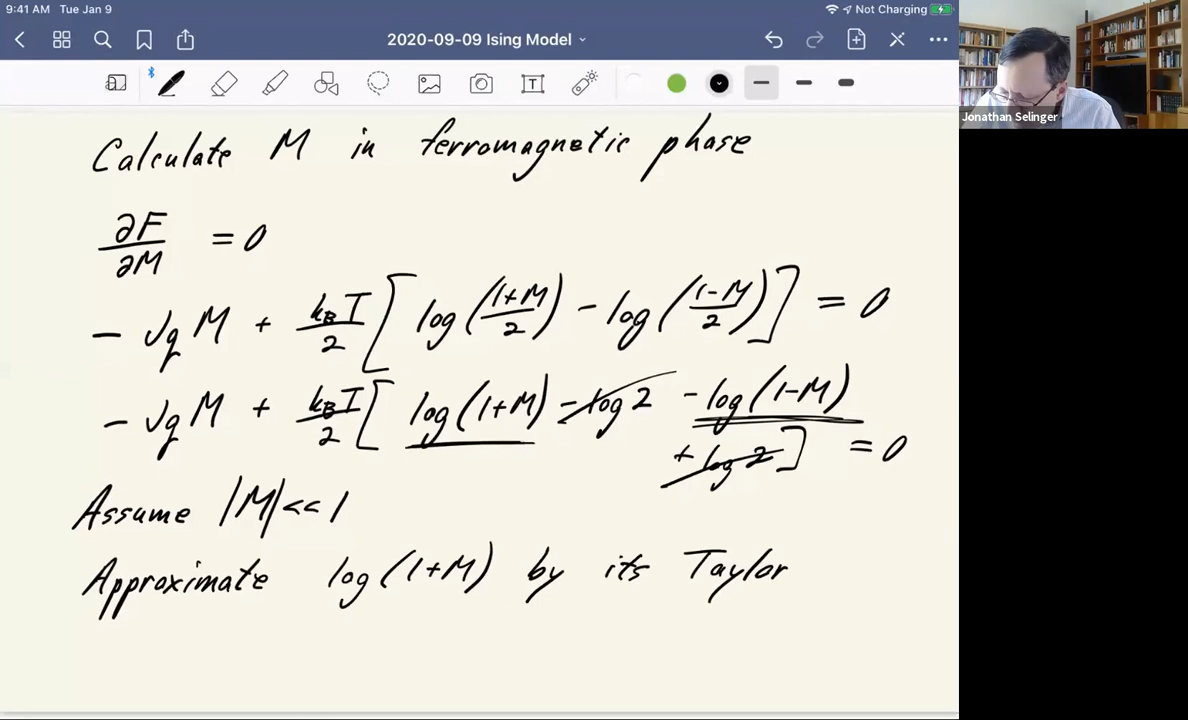 9:41 AM Tue Jan 9
Not Charging
2020-09-09 Ising Model
T
Jonathan Selinger
Calculate M in ferromagnetic phase
∂F/∂M = 0
- JqM + k_BT/2 [ log((1+M)/2) - log((1-M)/2) ] = 0
- JqM + k_BT/2 [ log(1+M) - log 2 - log(1-M)
+ log 2 ] = 0
Assume |M|<<1
Approximate log(1+M) by its Taylor